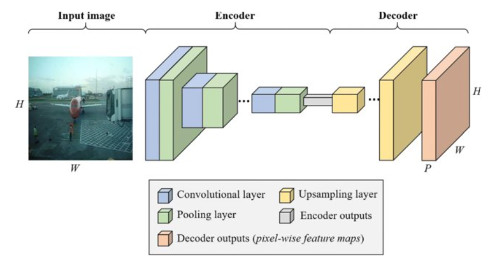 Input image Encoder Decoder
H
W
... ...
H
W
P
Convolutional layer Upsampling layer
Pooling layer Encoder outputs
Decoder outputs (pixel-wise feature maps)